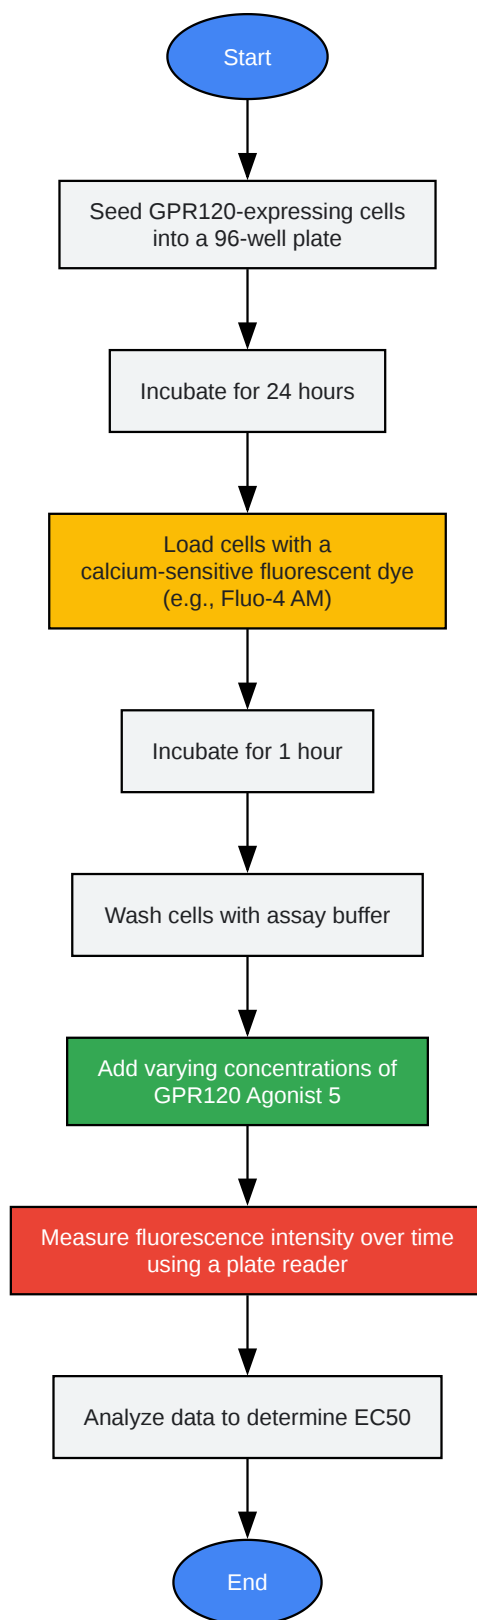 Start
Seed GPR120-expressing cells
into a 96-well plate
Incubate for 24 hours
Load cells with a
calcium-sensitive fluorescent dye
(e.g., Fluo-4 AM)
Incubate for 1 hour
Wash cells with assay buffer
Add varying concentrations of
GPR120 Agonist 5
Measure fluorescence intensity over time
using a plate reader
Analyze data to determine EC50
End